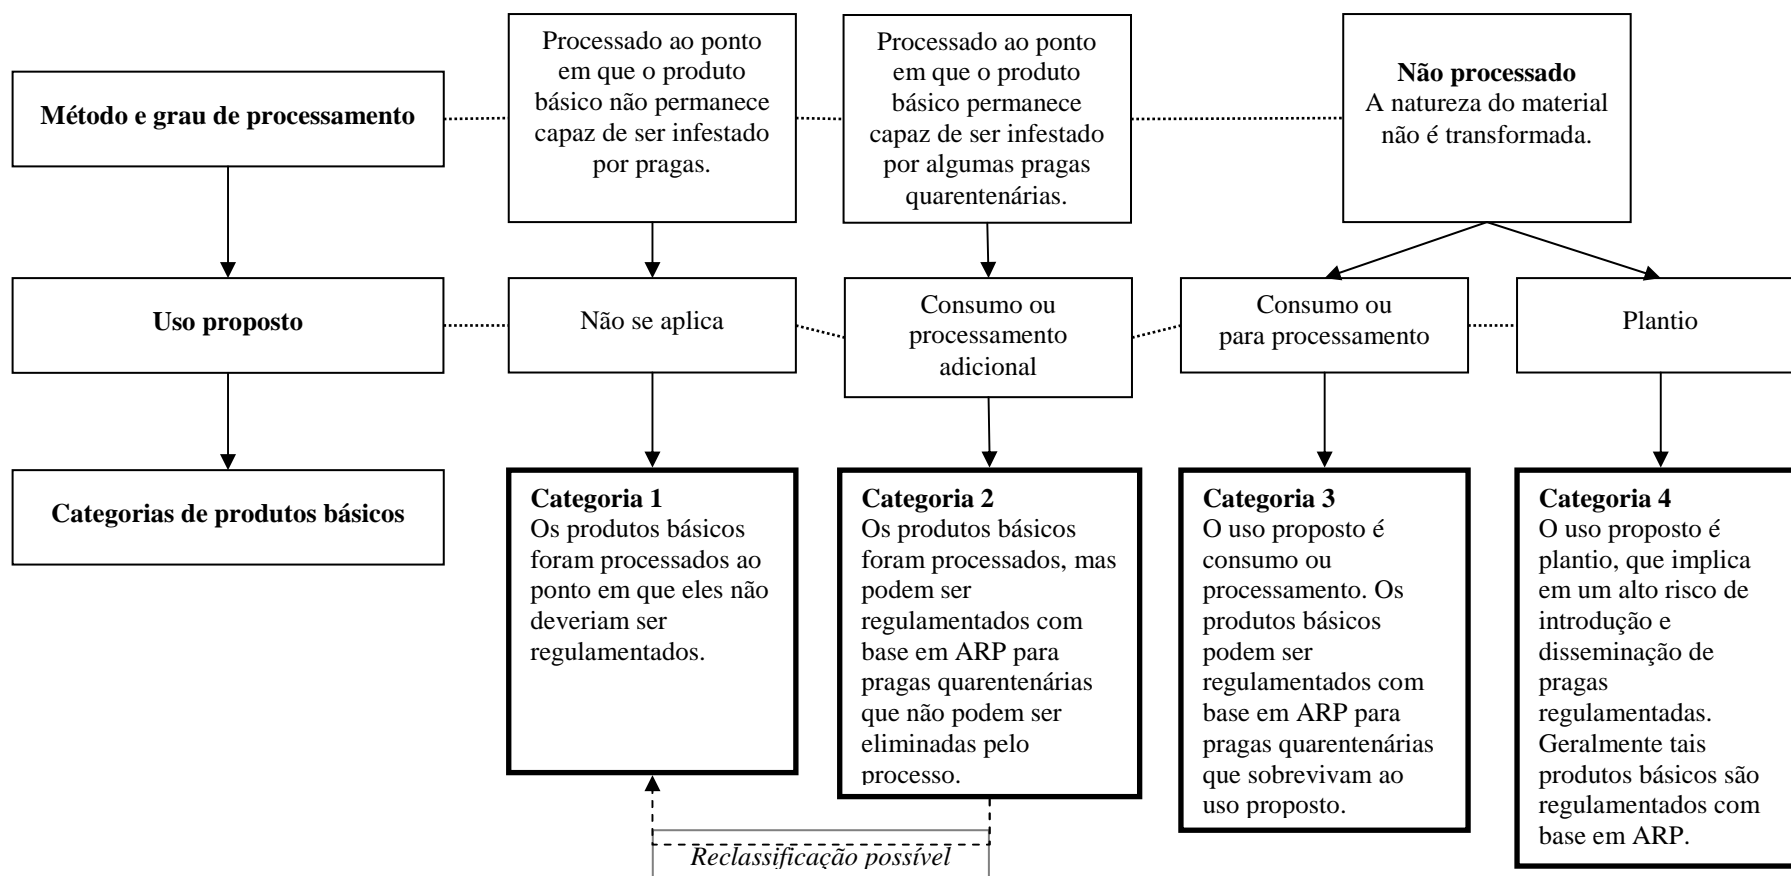 Método e grau de processamento
Processado ao ponto
em que o produto
básico não permanece
capaz de ser infestado
por pragas.
Processado ao ponto
em que o produto
básico permanece
capaz de ser infestado
por algumas pragas
quarentenárias.
Não processado
A natureza do material
não é transformada.
Uso proposto
Não se aplica
Consumo ou
processamento
adicional
Consumo ou
para processamento
Plantio
Categorias de produtos básicos
Categoria 1
Os produtos básicos
foram processados ao
ponto em que eles não
deveriam ser
regulamentados.
Categoria 2
Os produtos básicos
foram processados, mas
podem ser
regulamentados com
base em ARP para
pragas quarentenárias
que não podem ser
eliminadas pelo
processo.
Categoria 3
O uso proposto é
consumo ou
processamento. Os
produtos básicos
podem ser
regulamentados com
base em ARP para
pragas quarentenárias
que sobrevivam ao
uso proposto.
Categoria 4
O uso proposto é
plantio, que implica
em um alto risco de
introdução e
disseminação de
pragas
regulamentadas.
Geralmente tais
produtos básicos são
regulamentados com
base em ARP.
Reclassificação possível